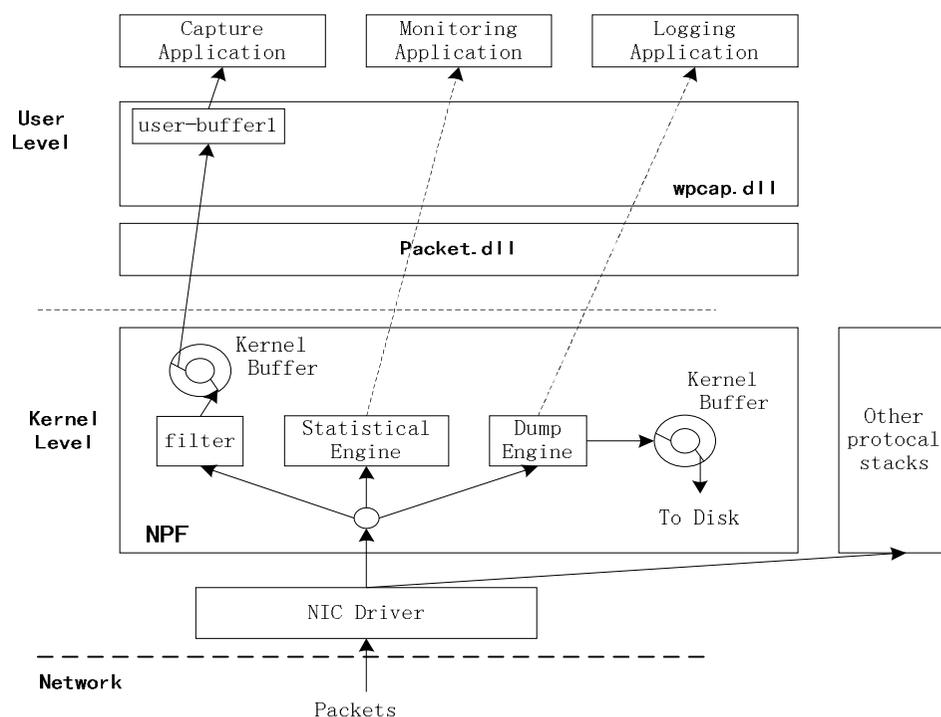 Capture
Application
Monitoring
Application
Logging
Application
User
Level
user-buffer1
wpcap.dll
Packet.dll
Kernel
Buffer
Kernel
Buffer
Kernel
Level
filter
Statistical
Engine
Dump
Engine
Other
protocal
stacks
To Disk
NPF
NIC Driver
Network
Packets